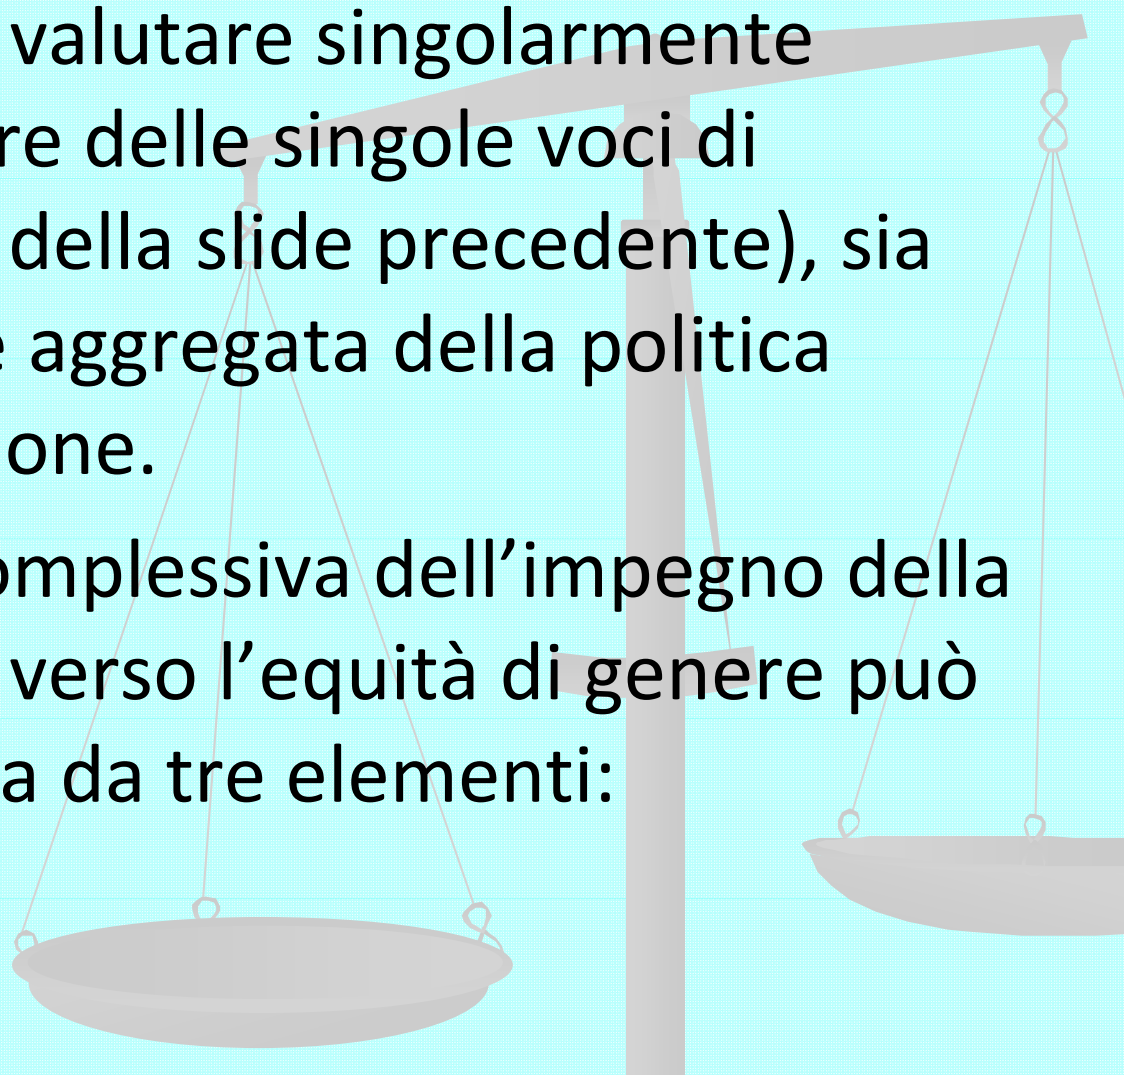 valutare singolarmente
re delle singole voci di
della slide precedente), sia
e aggregata della politica
one.
omplessiva dell’impegno della
verso l’equità di genere può
a da tre elementi: